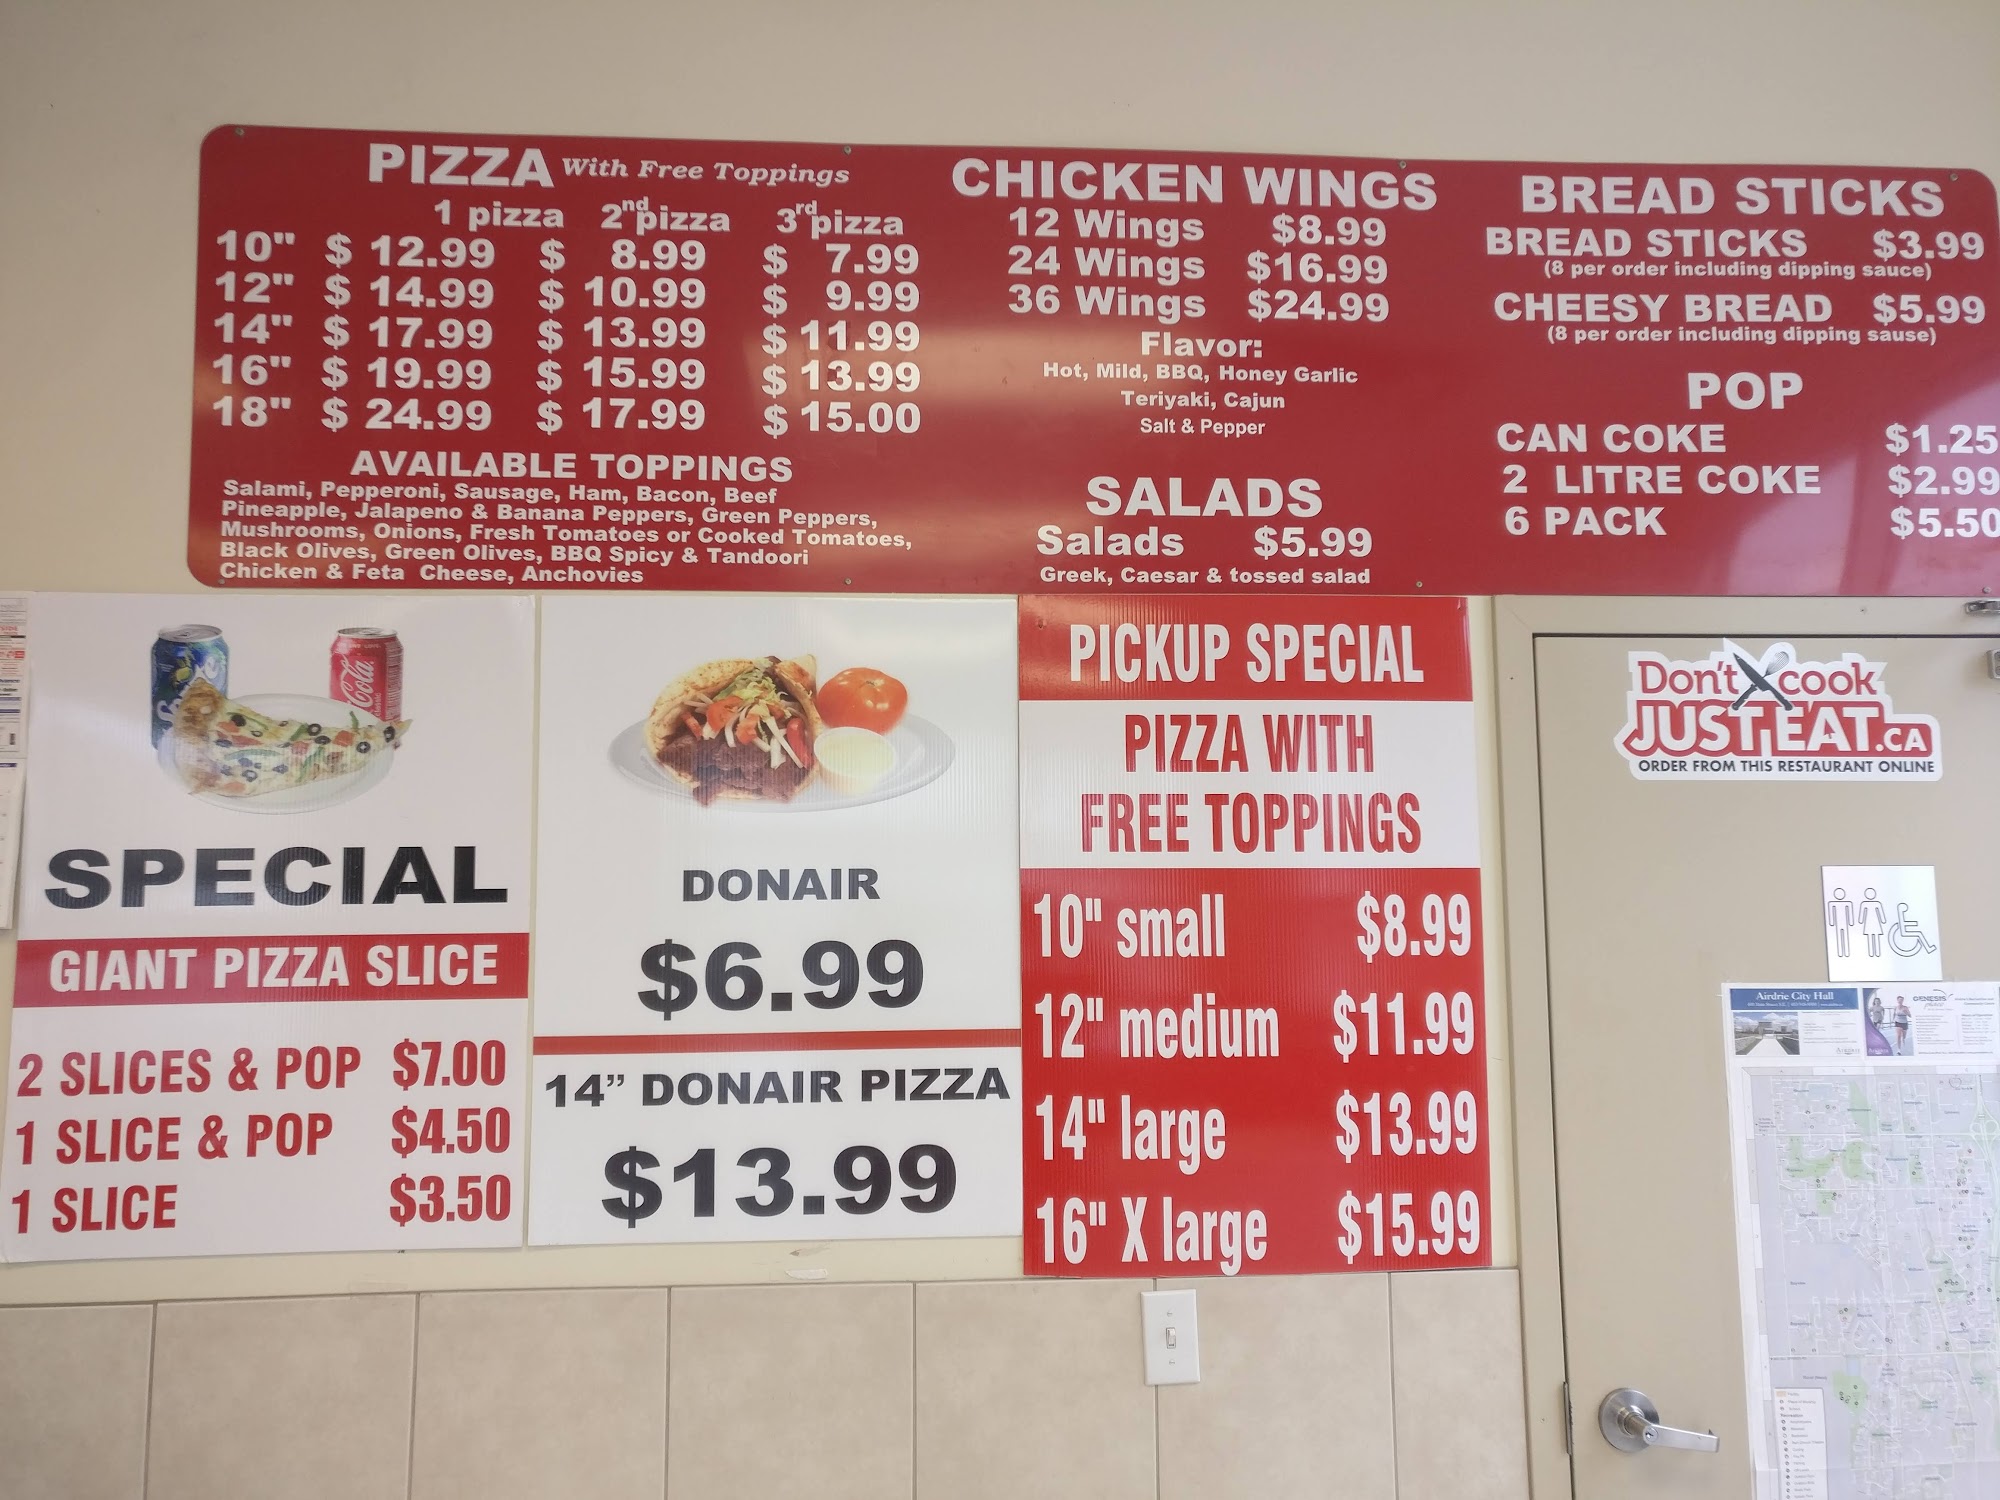 PIZZA With Free Toppings
1 pizza 2nd pizza 3rd pizza
10" $ 12.99 $ 8.99 $ 7.99
12" $ 14.99 $ 10.99 $ 9.99
14" $ 17.99 $ 13.99 $ 11.99
16" $ 19.99 $ 15.99 $ 13.99
18" $ 24.99 $ 17.99 $ 15.00
AVAILABLE TOPPINGS
Salami, Pepperoni, Sausage, Ham, Bacon, Beef
Pineapple, Jalapeno & Banana Peppers, Green Peppers,
Mushrooms, Onions, Fresh Tomatoes or Cooked Tomatoes,
Black Olives, Green Olives, BBQ Spicy & Tandoori
Chicken & Feta Cheese, Anchovies
CHICKEN WINGS
12 Wings $8.99
24 Wings $16.99
36 Wings $24.99
Flavor:
Hot, Mild, BBQ, Honey Garlic
Teriyaki, Cajun
Salt & Pepper
SALADS
Salads $5.99
Greek, Caesar & tossed salad
BREAD STICKS
BREAD STICKS $3.99
(8 per order including dipping sauce)
CHEESY BREAD $5.99
(8 per order including dipping sause)
POP
CAN COKE $1.25
2 LITRE COKE $2.99
6 PACK $5.50
Coca-Cola
SPECIAL
GIANT PIZZA SLICE
2 SLICES & POP $7.00
1 SLICE & POP $4.50
1 SLICE $3.50
DONAIR
$6.99
14" DONAIR PIZZA
$13.99
PICKUP SPECIAL
PIZZA WITH
FREE TOPPINGS
10" small $8.99
12" medium $11.99
14" large $13.99
16" X large $15.99
Don't cook
JUST EAT.CA
ORDER FROM THIS RESTAURANT ONLINE
Airdrie City Hall
GENESIS
place